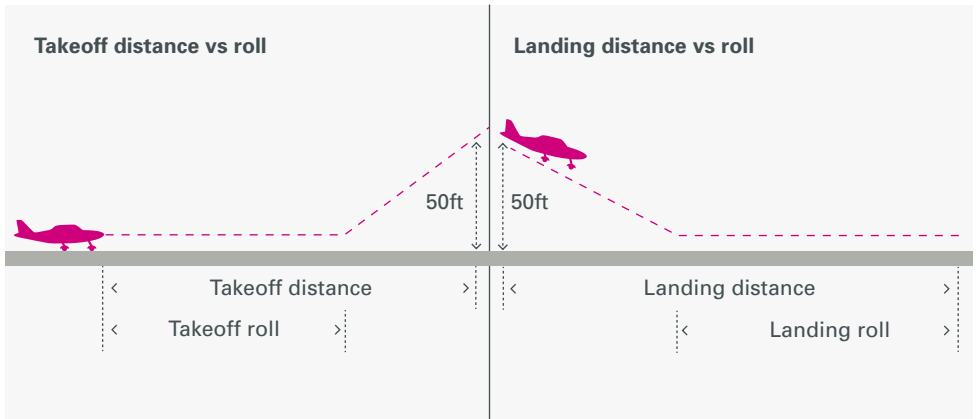 Takeoff distance vs roll
Landing distance vs roll
50ft
50ft
Takeoff distance
Landing distance
Takeoff roll
Landing roll